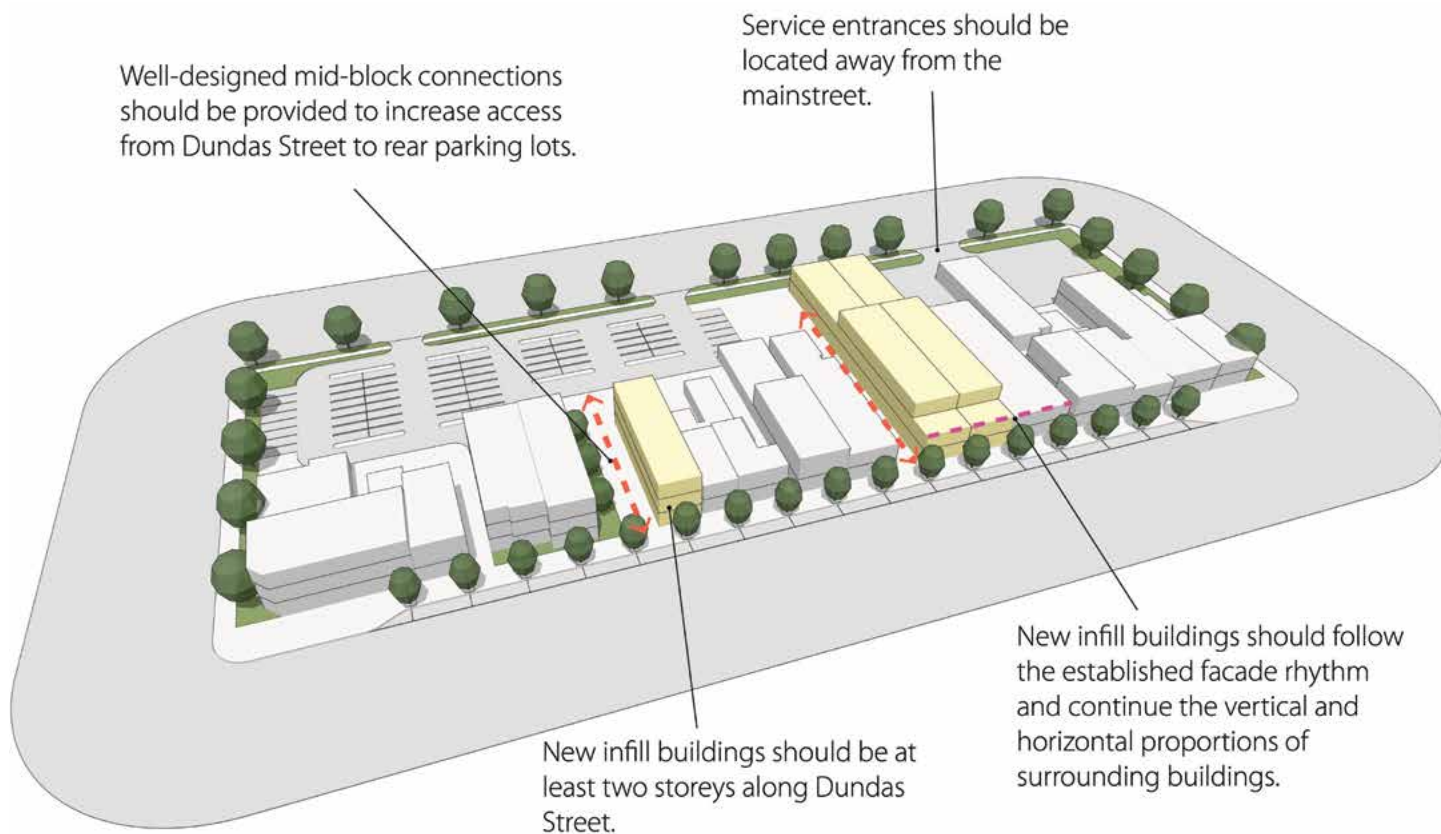 Service entrances should be
located away from the
mainstreet.
Well-designed mid-block connections
should be provided to increase access
from Dundas Street to rear parking lots.
New infill buildings should follow
the established facade rhythm
and continue the vertical and
horizontal proportions of
surrounding buildings.
New infill buildings should be at
least two storeys along Dundas
Street.